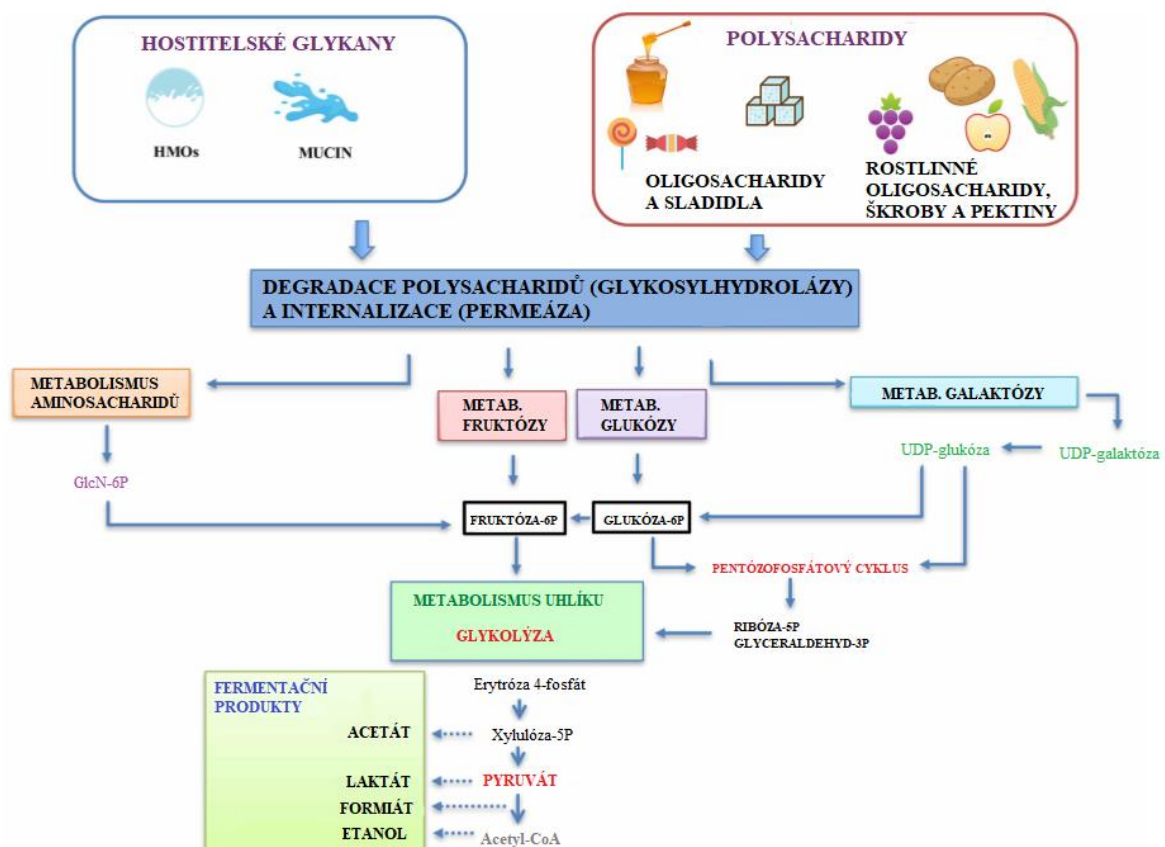 HOSTITELSKÉ GLYKANY
HMOs
MUCIN
POLYSACHARIDY
OLIGOSACHARIDY
A SLADIDLA
ROSTLINNÉ
OLIGOSACHARIDY,
ŠKROBY A PEKTINY
DEGRADACE POLYSACHARIDŮ (GLYKOSYLHYDROLÁZY)
A INTERNALIZACE (PERMEÁZA)
METABOLISMUS
AMINOSACHARIDŮ
METAB.
FRUKTÓZY
METAB.
GLUKÓZY
METAB. GALAKTÓZY
GlcN-6P
UDP-glukóza
UDP-galaktóza
FRUKTÓZA-6P
GLUKÓZA-6P
PENTÓZOFOSFÁTOVÝ CYKLUS
METABOLISMUS UHLÍKU
GLYKOLÝZA
RIBÓZA-5P
GLYCERALDEHYD-3P
FERMENTAČNÍ
PRODUKTY
Erytróza 4-fosfát
ACETÁT
Xylulóza-5P
LAKTÁT
PYRUVÁT
FORMIÁT
ETANOL
Acetyl-CoA